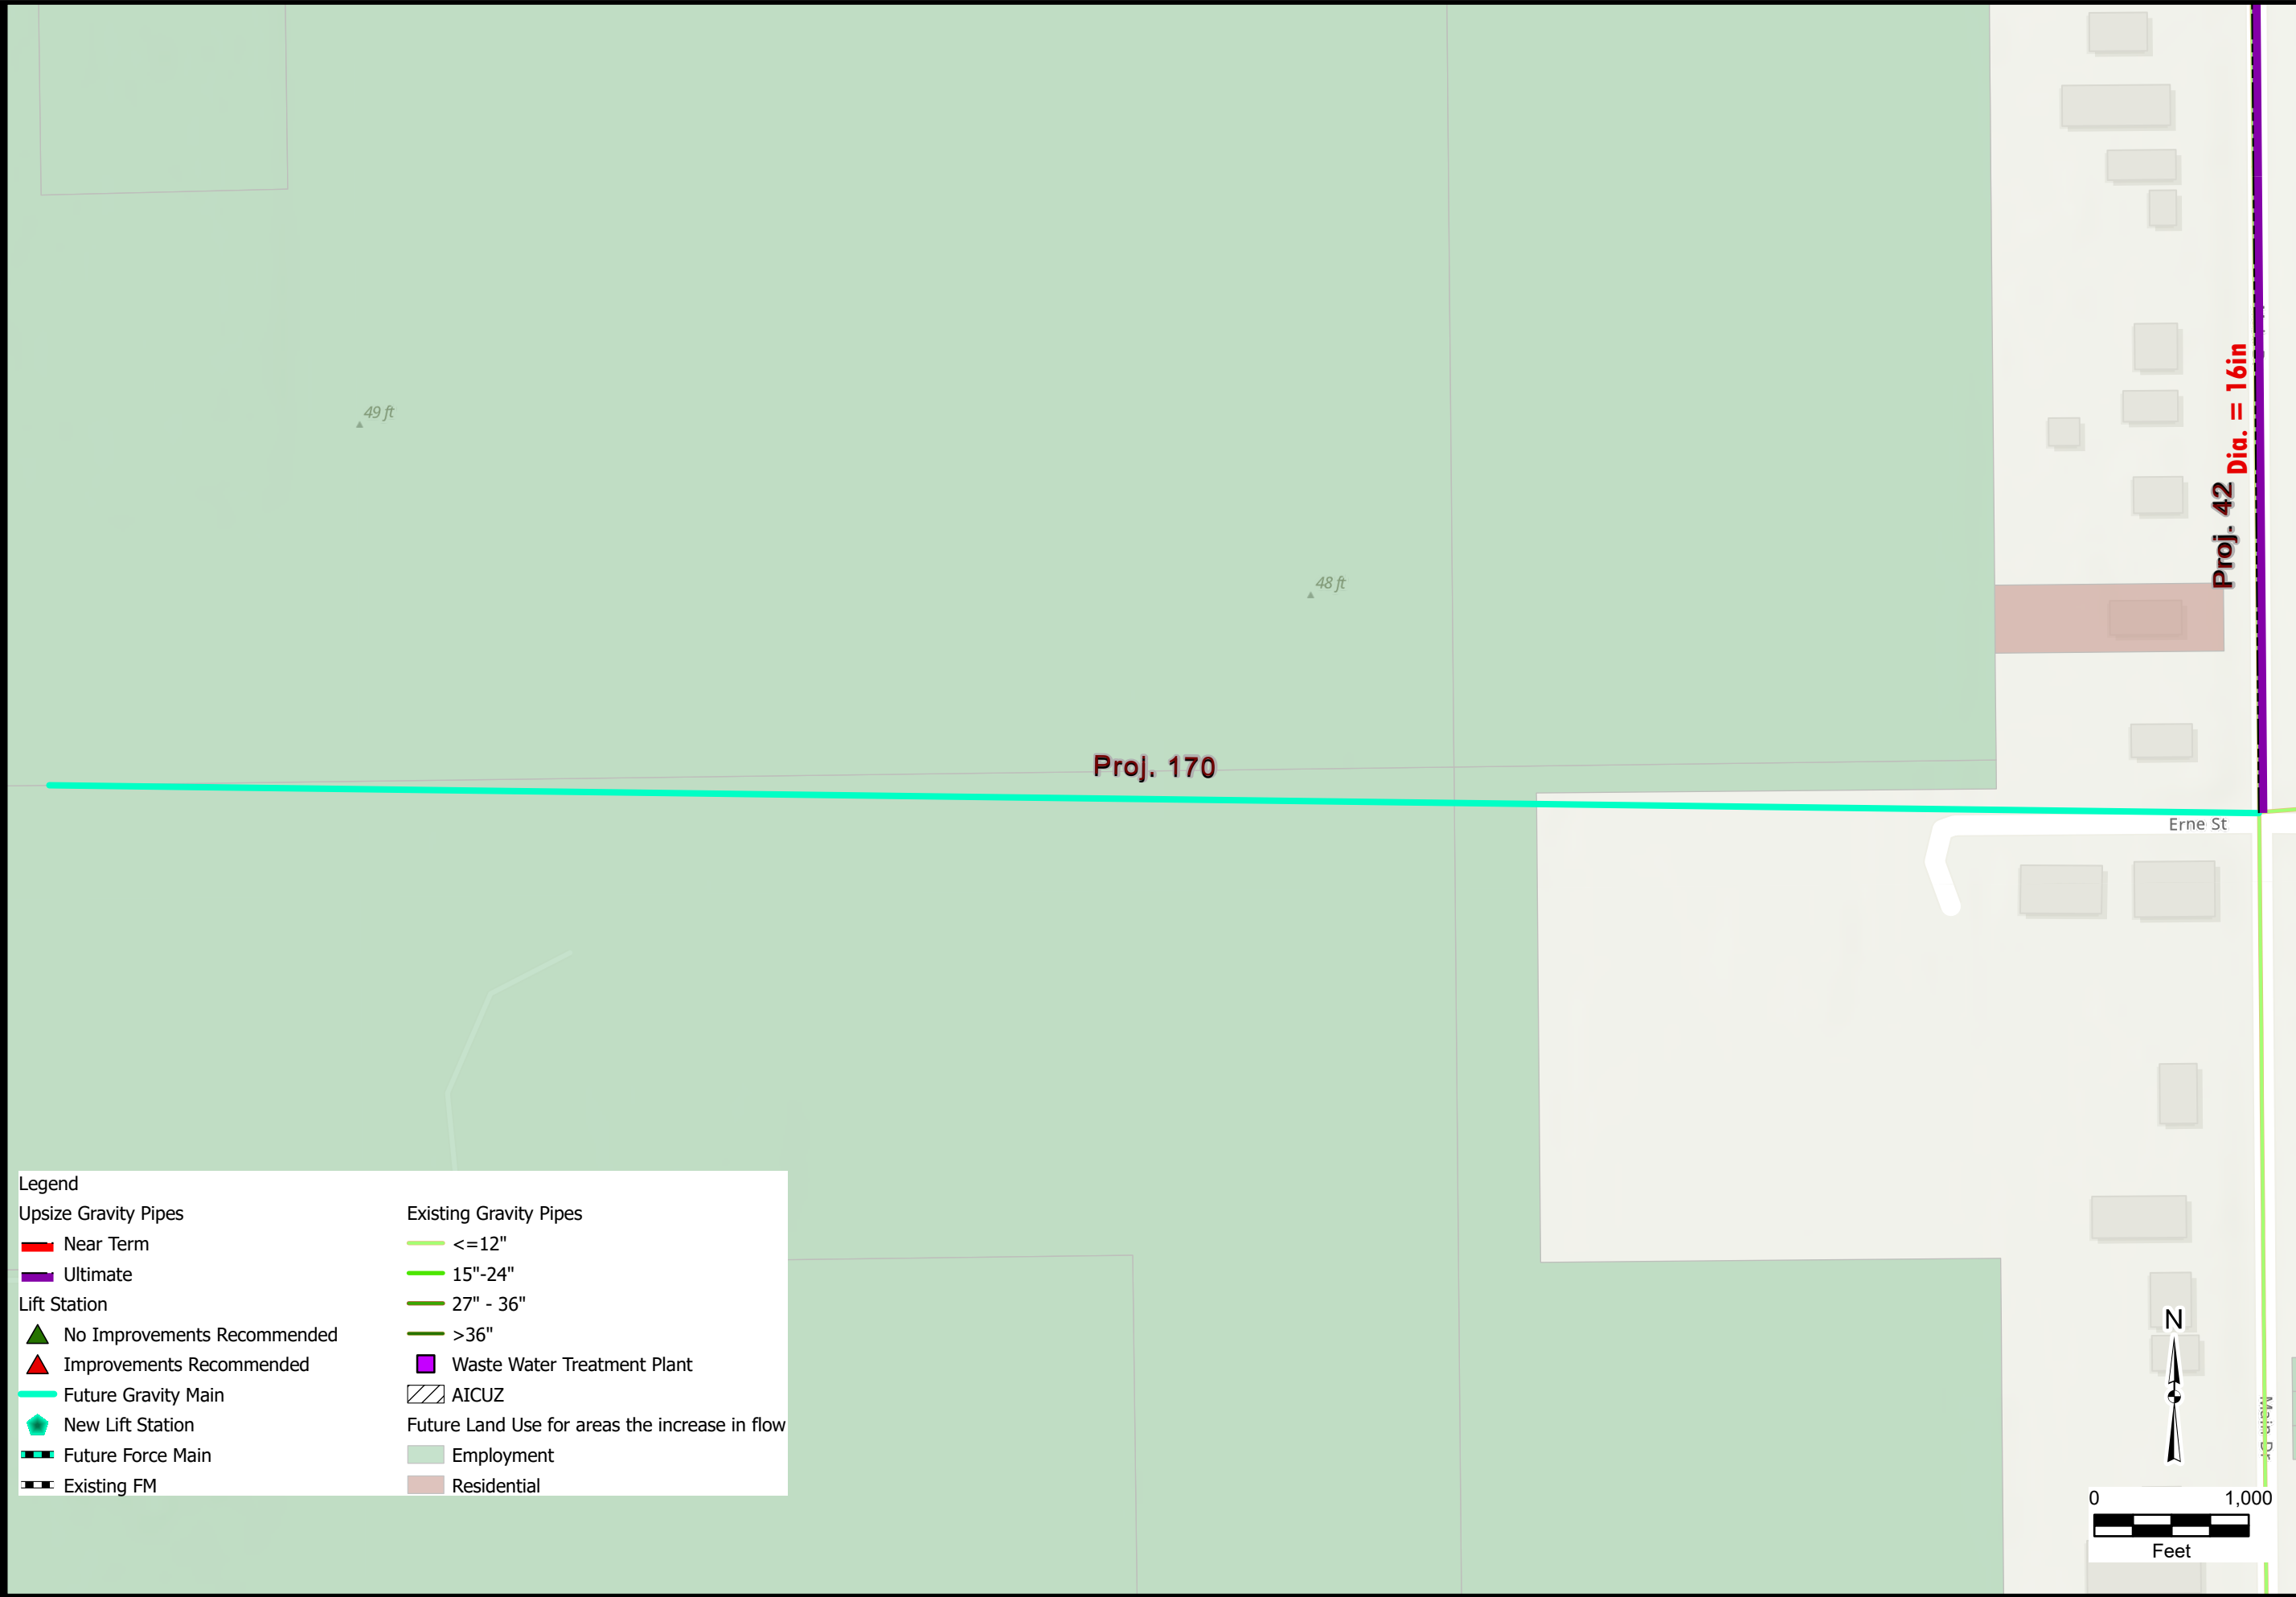 49 ft
Dia. = 16in
Proj. 42
48 ft
Proj. 170
Erne St
Legend
Upsize Gravity Pipes
Near Term
Ultimate
Lift Station
No Improvements Recommended
Improvements Recommended
Future Gravity Main
New Lift Station
Future Force Main
Existing FM
Existing Gravity Pipes
<=12"
15"-24"
27" - 36"
>36"
Waste Water Treatment Plant
AICUZ
Future Land Use for areas the increase in flow
Employment
Residential
N
Main Dr
0 1,000
Feet